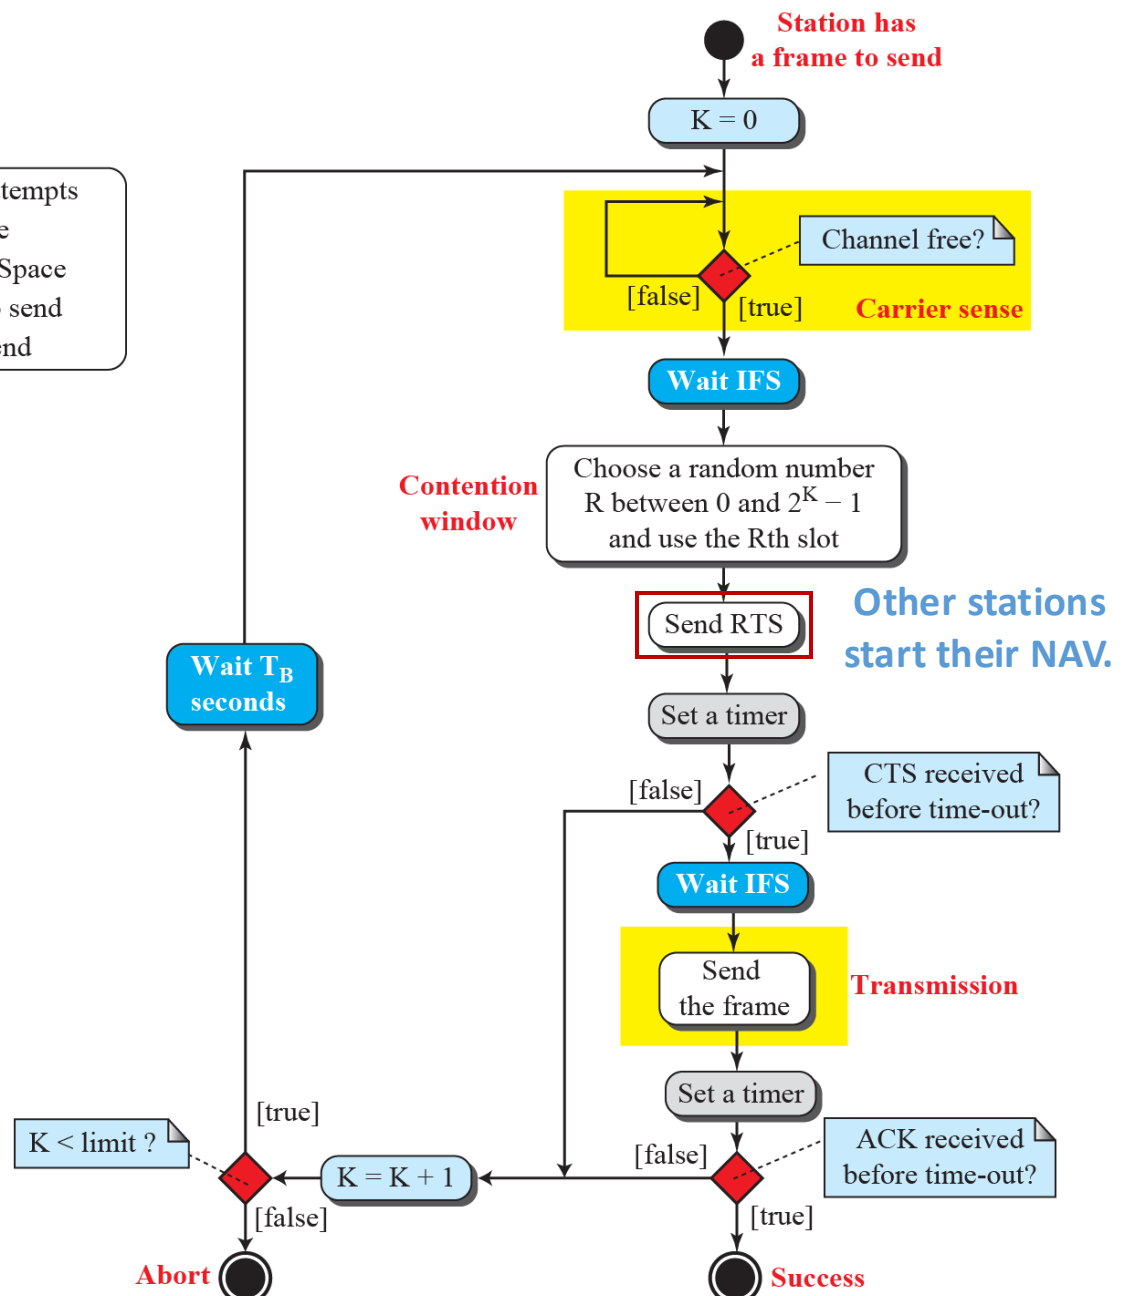 Station has
a frame to send
K = 0
Space
send
Channel free?
[false]
[true]
Carrier sense
Wait IFS
Contention
window
Choose a random number
R between 0 and 2^K − 1
and use the Rth slot
Send RTS
Other stations
start their NAV.
Wait T_B
seconds
Set a timer
CTS received
before time-out?
[false]
[true]
Wait IFS
Send
the frame
Transmission
Set a timer
ACK received
before time-out?
[false]
[true]
K = K + 1
K < limit ?
[true]
[false]
Abort
Success